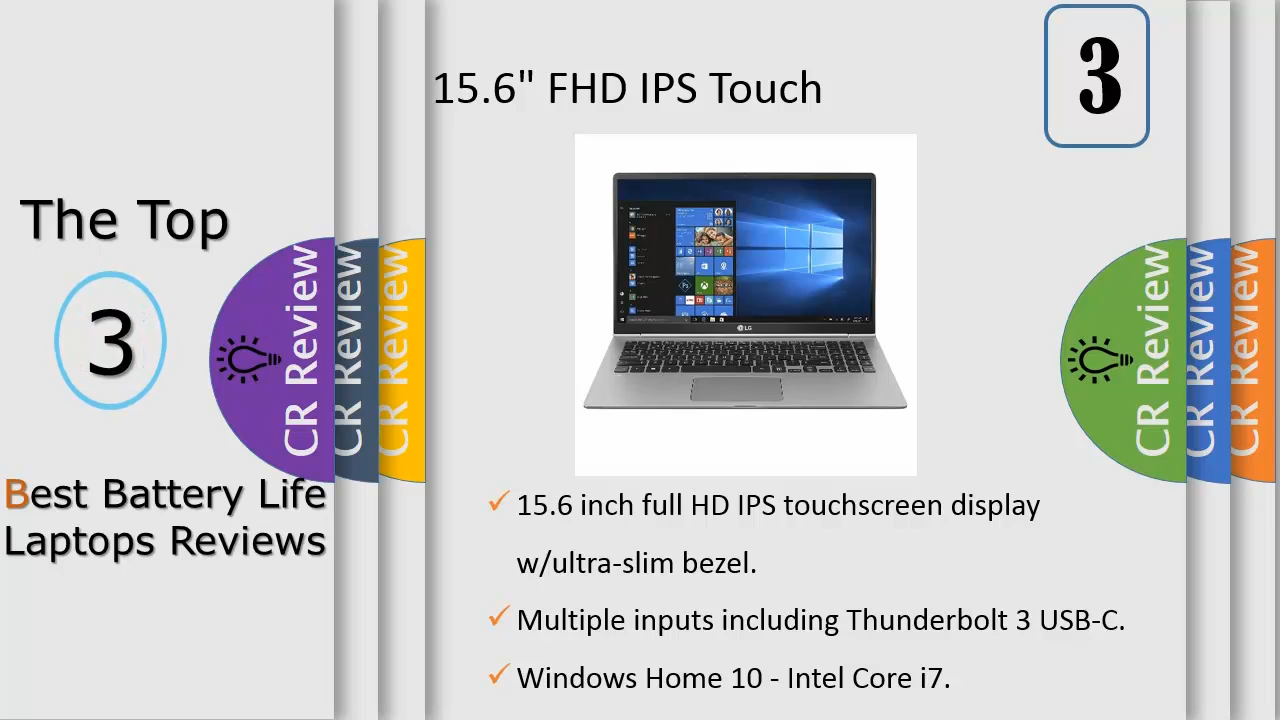 15.6" FHD IPS Touch
3
The Top
3
Best Battery Life
Laptops Reviews
CR Review
CR Review
CR Review
LG
CR Review
CR Review
CR Review
15.6 inch full HD IPS touchscreen display
w/ultra-slim bezel.
Multiple inputs including Thunderbolt 3 USB-C.
Windows Home 10 - Intel Core i7.